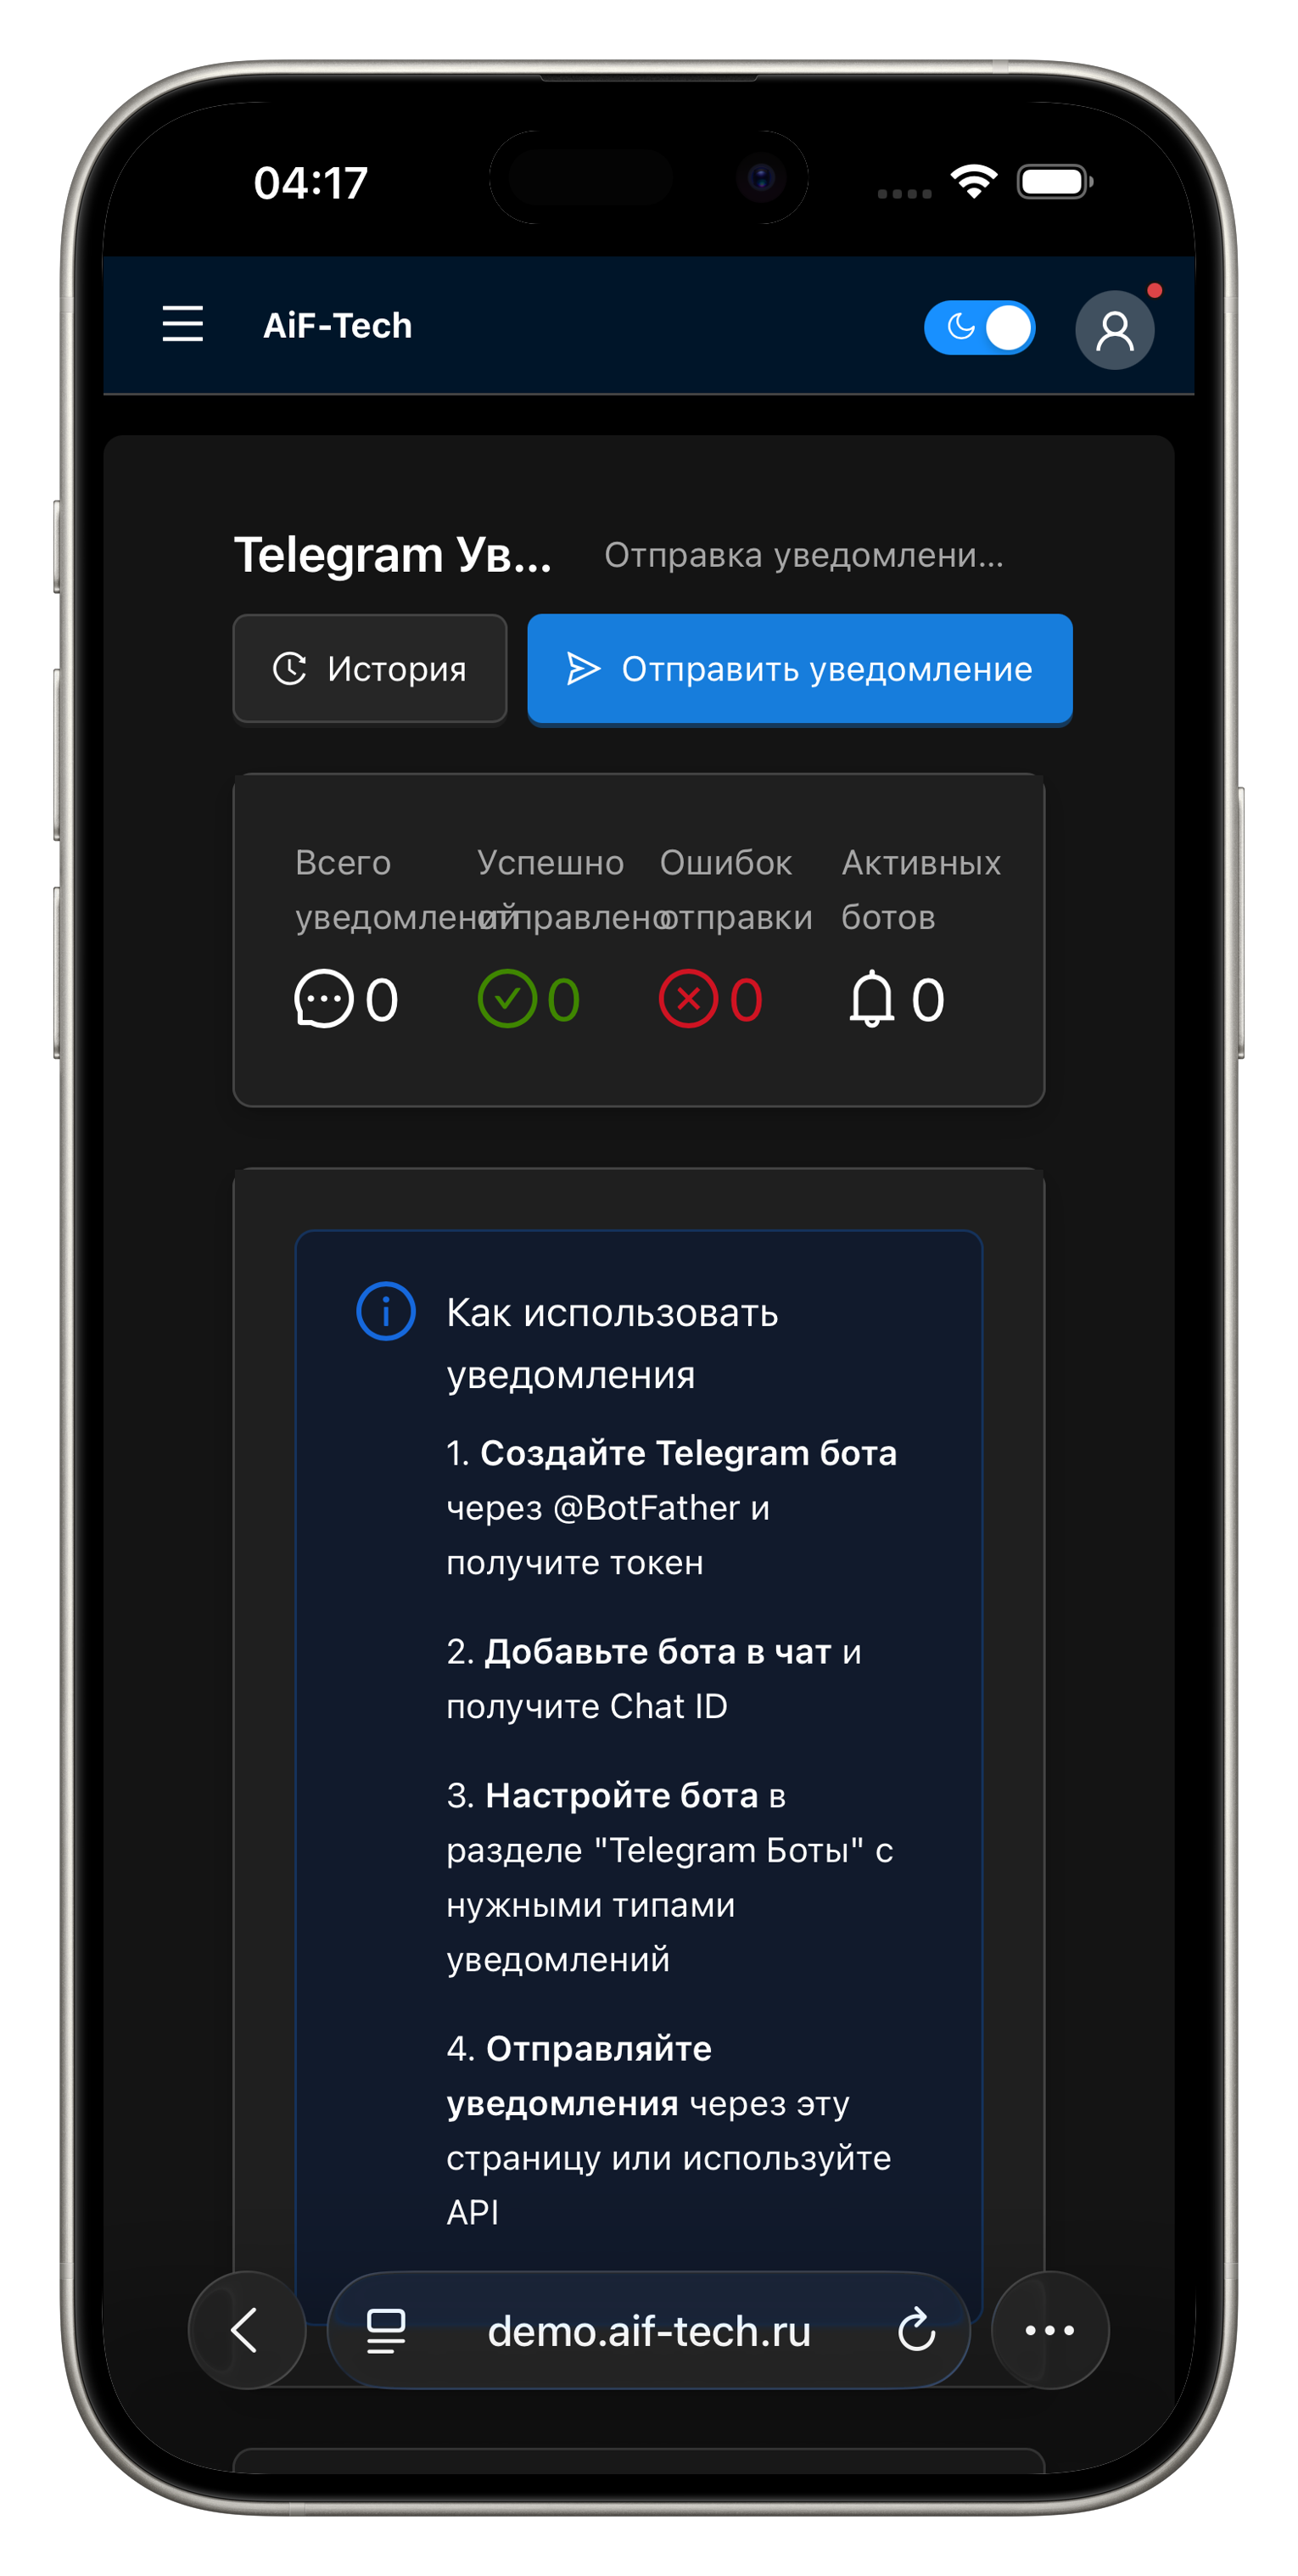 04:17
AiF-Tech
Telegram Ув...
Отправка уведомлени...
История
Отправить уведомление
Всего уведомлений
Успешно отправлено
Ошибок отправки
Активных ботов
0
0
0
0
Как использовать
уведомления
1. Создайте Telegram бота
через @BotFather и
получите токен
2. Добавьте бота в чат и
получите Chat ID
3. Настройте бота в
разделе "Telegram Боты" с
нужными типами
уведомлений
4. Отправляйте
уведомления через эту
страницу или используйте
API
demo.aif-tech.ru